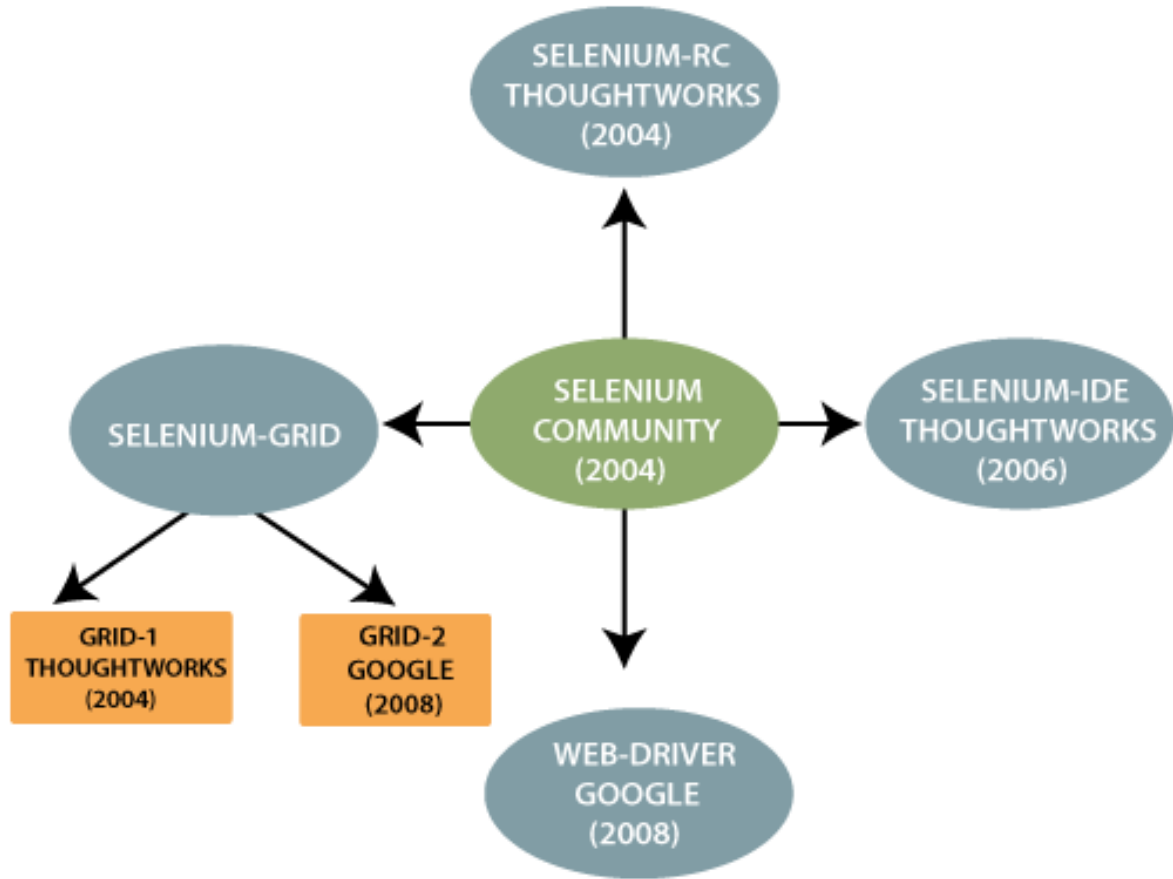 SELENIUM-RC
THOUGHTWORKS
(2004)
SELENIUM-GRID
SELENIUM
COMMUNITY
(2004)
SELENIUM-IDE
THOUGHTWORKS
(2006)
GRID-1
THOUGHTWORKS
(2004)
GRID-2
GOOGLE
(2008)
WEB-DRIVER
GOOGLE
(2008)